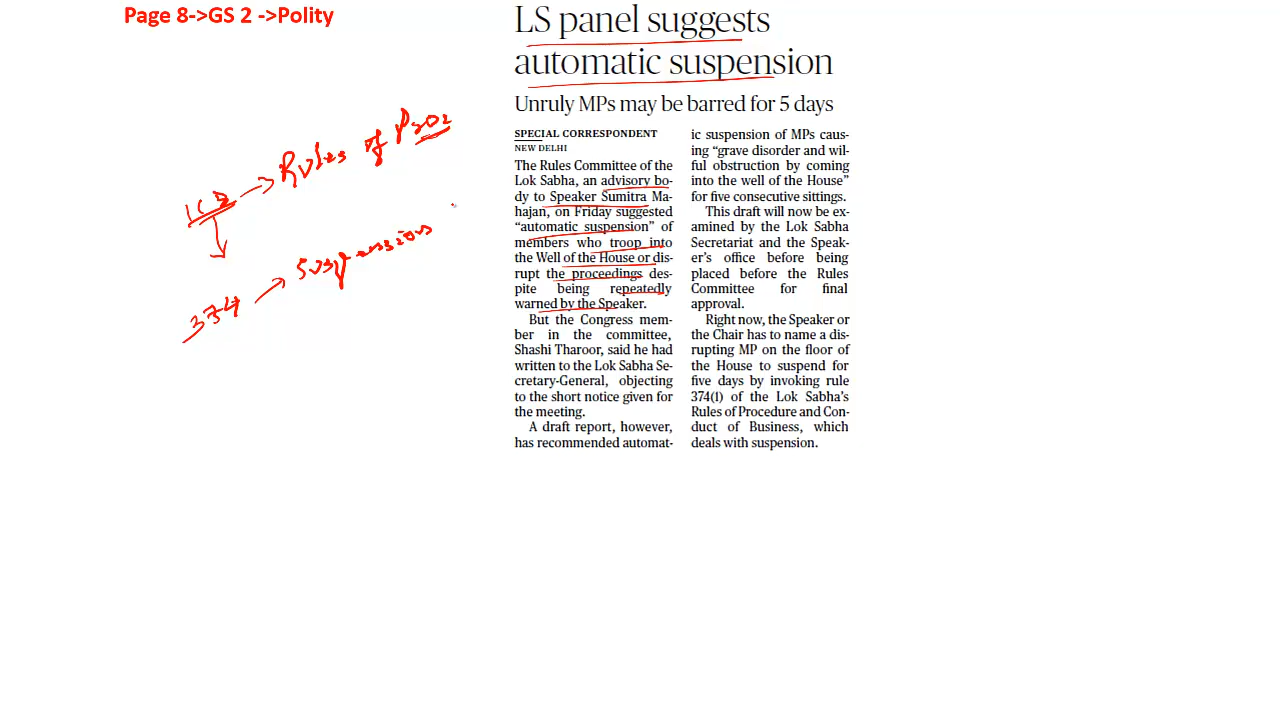 Page 8->GS 2 ->Polity
Rules of Proc
374 -> Suspension
LS panel suggests
automatic suspension
Unruly MPs may be barred for 5 days
SPECIAL CORRESPONDENT
NEW DELHI
The Rules Committee of the
Lok Sabha, an advisory bo-
dy to Speaker Sumitra Ma-
hajan, on Friday suggested
“automatic suspension” of
members who troop into
the Well of the House or dis-
rupt the proceedings des-
pite being repeatedly
warned by the Speaker.
But the Congress mem-
ber in the committee,
Shashi Tharoor, said he had
written to the Lok Sabha Se-
cretary-General, objecting
to the short notice given for
the meeting.
A draft report, however,
has recommended automat-
ic suspension of MPs caus-
ing “grave disorder and wil-
ful obstruction by coming
into the well of the House”
for five consecutive sittings.
This draft will now be ex-
amined by the Lok Sabha
Secretariat and the Speak-
er’s office before being
placed before the Rules
Committee for final
approval.
Right now, the Speaker or
the Chair has to name a dis-
rupting MP on the floor of
the House to suspend for
five days by invoking rule
374(1) of the Lok Sabha’s
Rules of Procedure and Con-
duct of Business, which
deals with suspension.